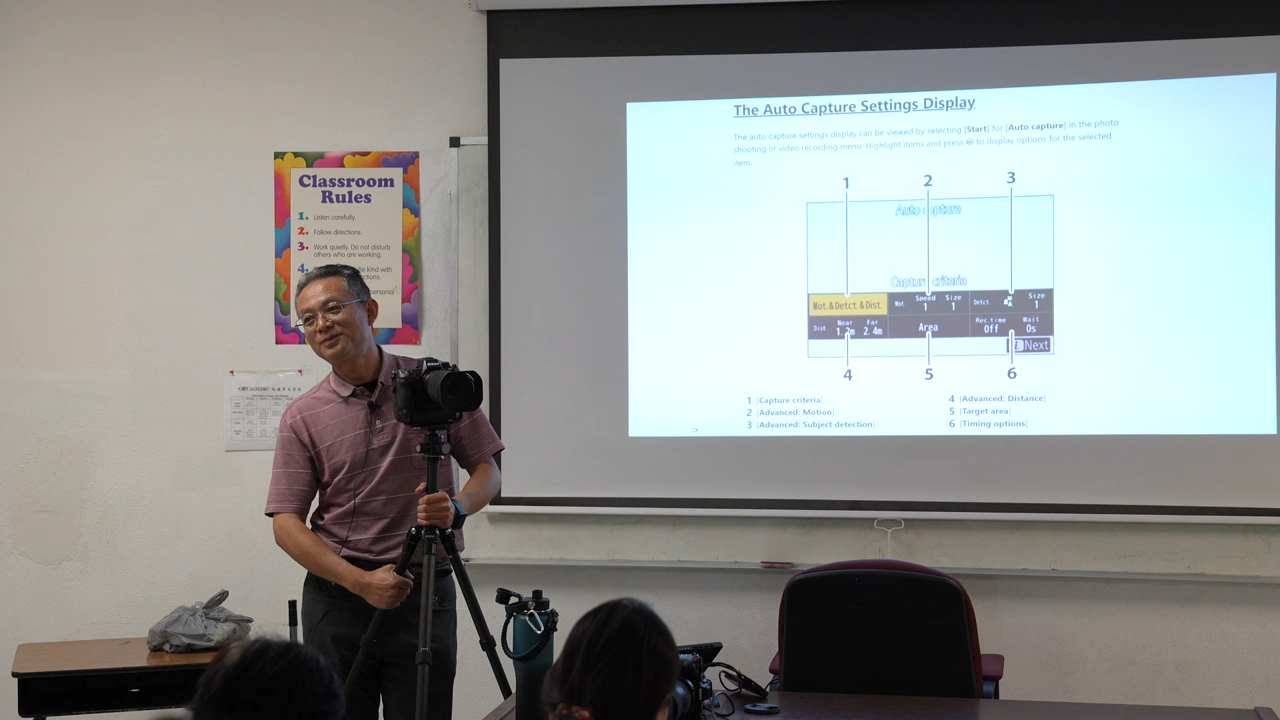 The Auto Capture Settings Display
The auto capture settings display can be viewed by selecting [Start] for [Auto capture] in the photo
shooting or video recording menu. Highlight items and press to display options for the selected
item.
1 2 3
Auto capture
Capture criteria
Mot. & Detct. & Dist.
Mot. Speed 1 Size 1
Detct. Size 1
Dist Near 1.2m Far 2.4m
Area
Rec.time Off Wait 0s
Next
4 5 6
1 [Capture criteria]
2 [Advanced: Motion]
3 [Advanced: Subject detection]
4 [Advanced: Distance]
5 [Target area]
6 [Timing options]
Classroom
Rules
1. Listen carefully.
2. Follow directions.
3. Work quietly. Do not disturb
others who are working.
4. Be kind with
personal
Nikon